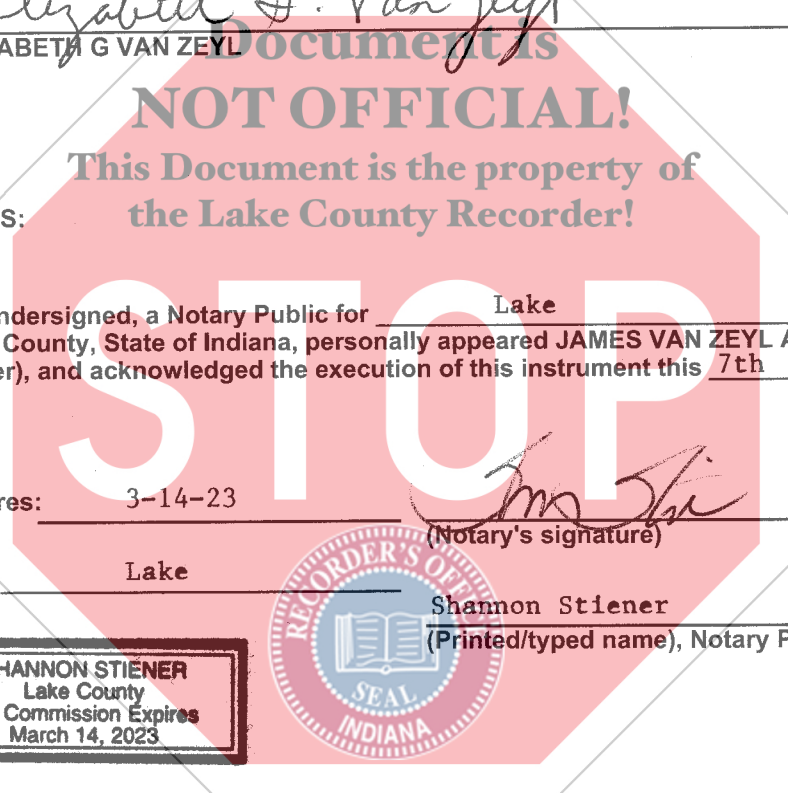 Elizabeth G. Van Zeyl
ABETH G VAN ZEYL
Document is
NOT OFFICIAL!
This Document is the property of
the Lake County Recorder!
S:
ndersigned, a Notary Public for Lake
County, State of Indiana, personally appeared JAMES VAN ZEYL A
er), and acknowledged the execution of this instrument this 7th
STOP
res: 3-14-23
(Notary's signature)
Lake
RECORDER'S OFFICE
SEAL
INDIANA
Shannon Stiener
(Printed/typed name), Notary P
HANNON STIENER
Lake County
Commission Expires
March 14, 2023